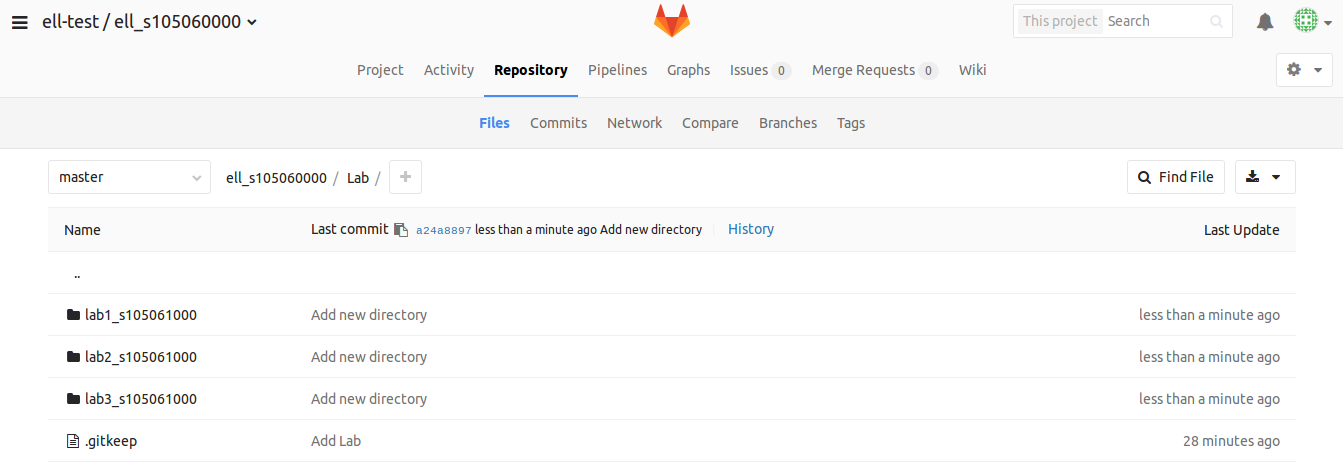 ell-test / ell_s105060000
This project Search
Project Activity Repository Pipelines Graphs Issues 0 Merge Requests 0 Wiki
Files Commits Network Compare Branches Tags
master ell_s105060000 / Lab / + Find File
Name Last commit a24a8897 less than a minute ago Add new directory History Last Update
..
lab1_s105061000 Add new directory less than a minute ago
lab2_s105061000 Add new directory less than a minute ago
lab3_s105061000 Add new directory less than a minute ago
.gitkeep Add Lab 28 minutes ago